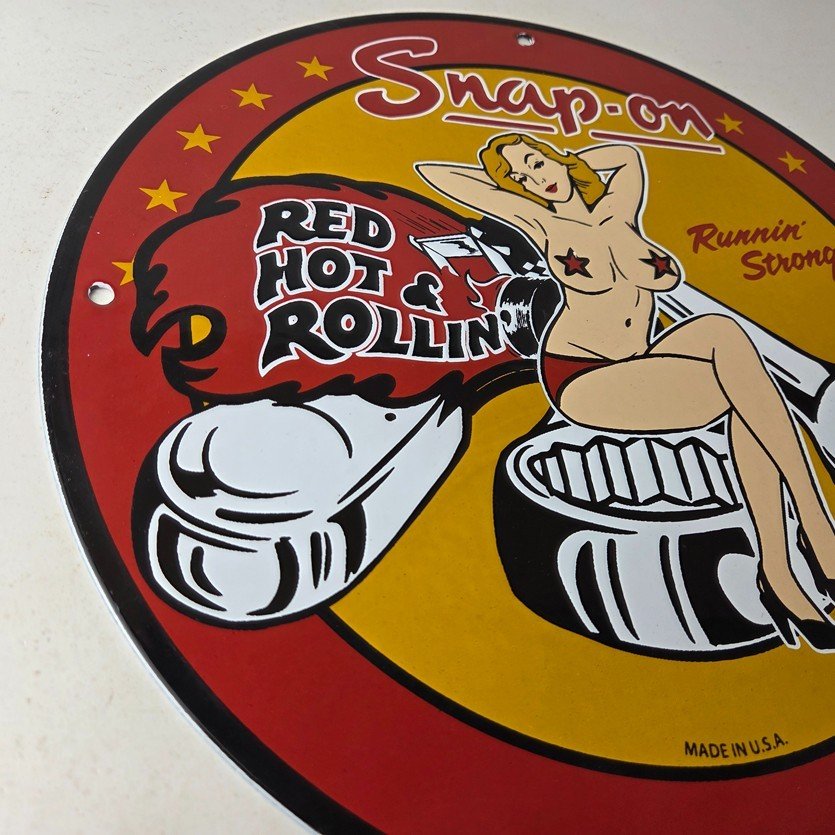 Snap-on
RED
HOT &
ROLLIN'
Runnin'
Strong
MADE IN U.S.A.